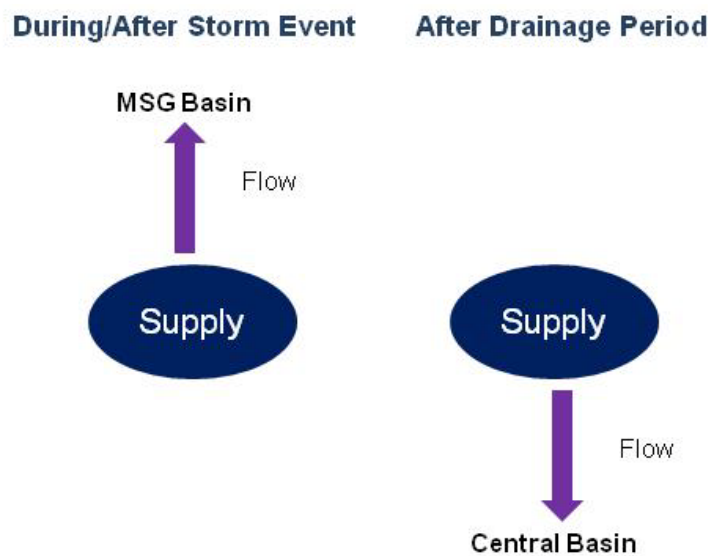 During/After Storm Event
After Drainage Period
MSG Basin
Flow
Supply
Supply
Flow
Central Basin